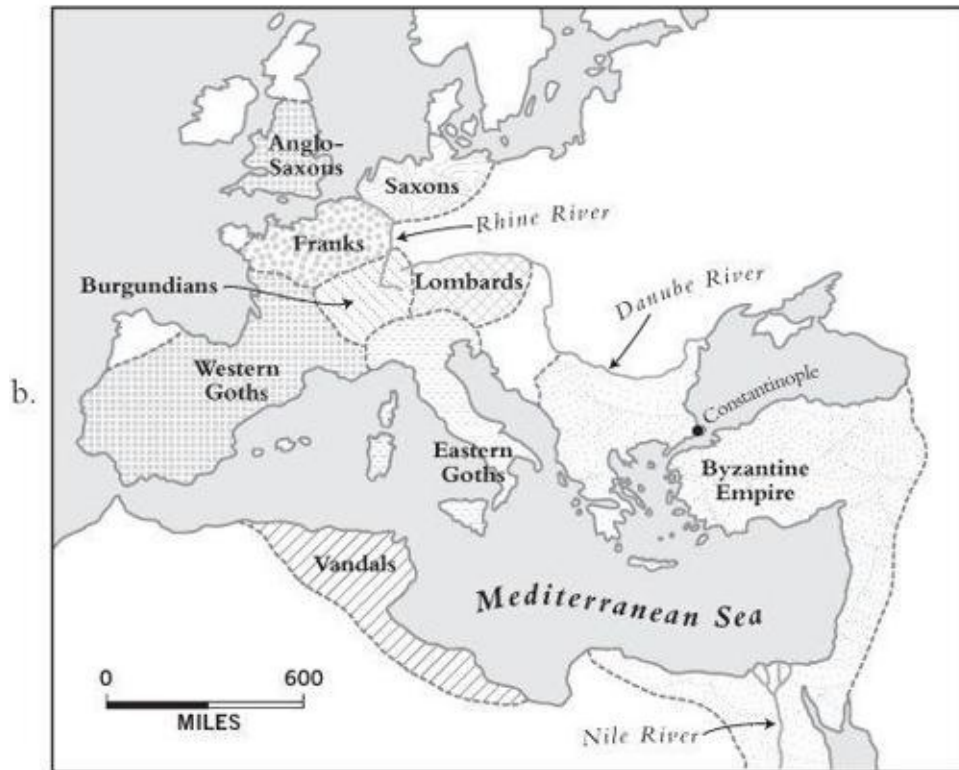 Anglo-
Saxons
Saxons
Rhine River
Franks
Burgundians
Lombards
Danube River
Western
Goths
b.
Constantinople
Eastern
Goths
Byzantine
Empire
Vandals
Mediterranean Sea
0 600
MILES
Nile River